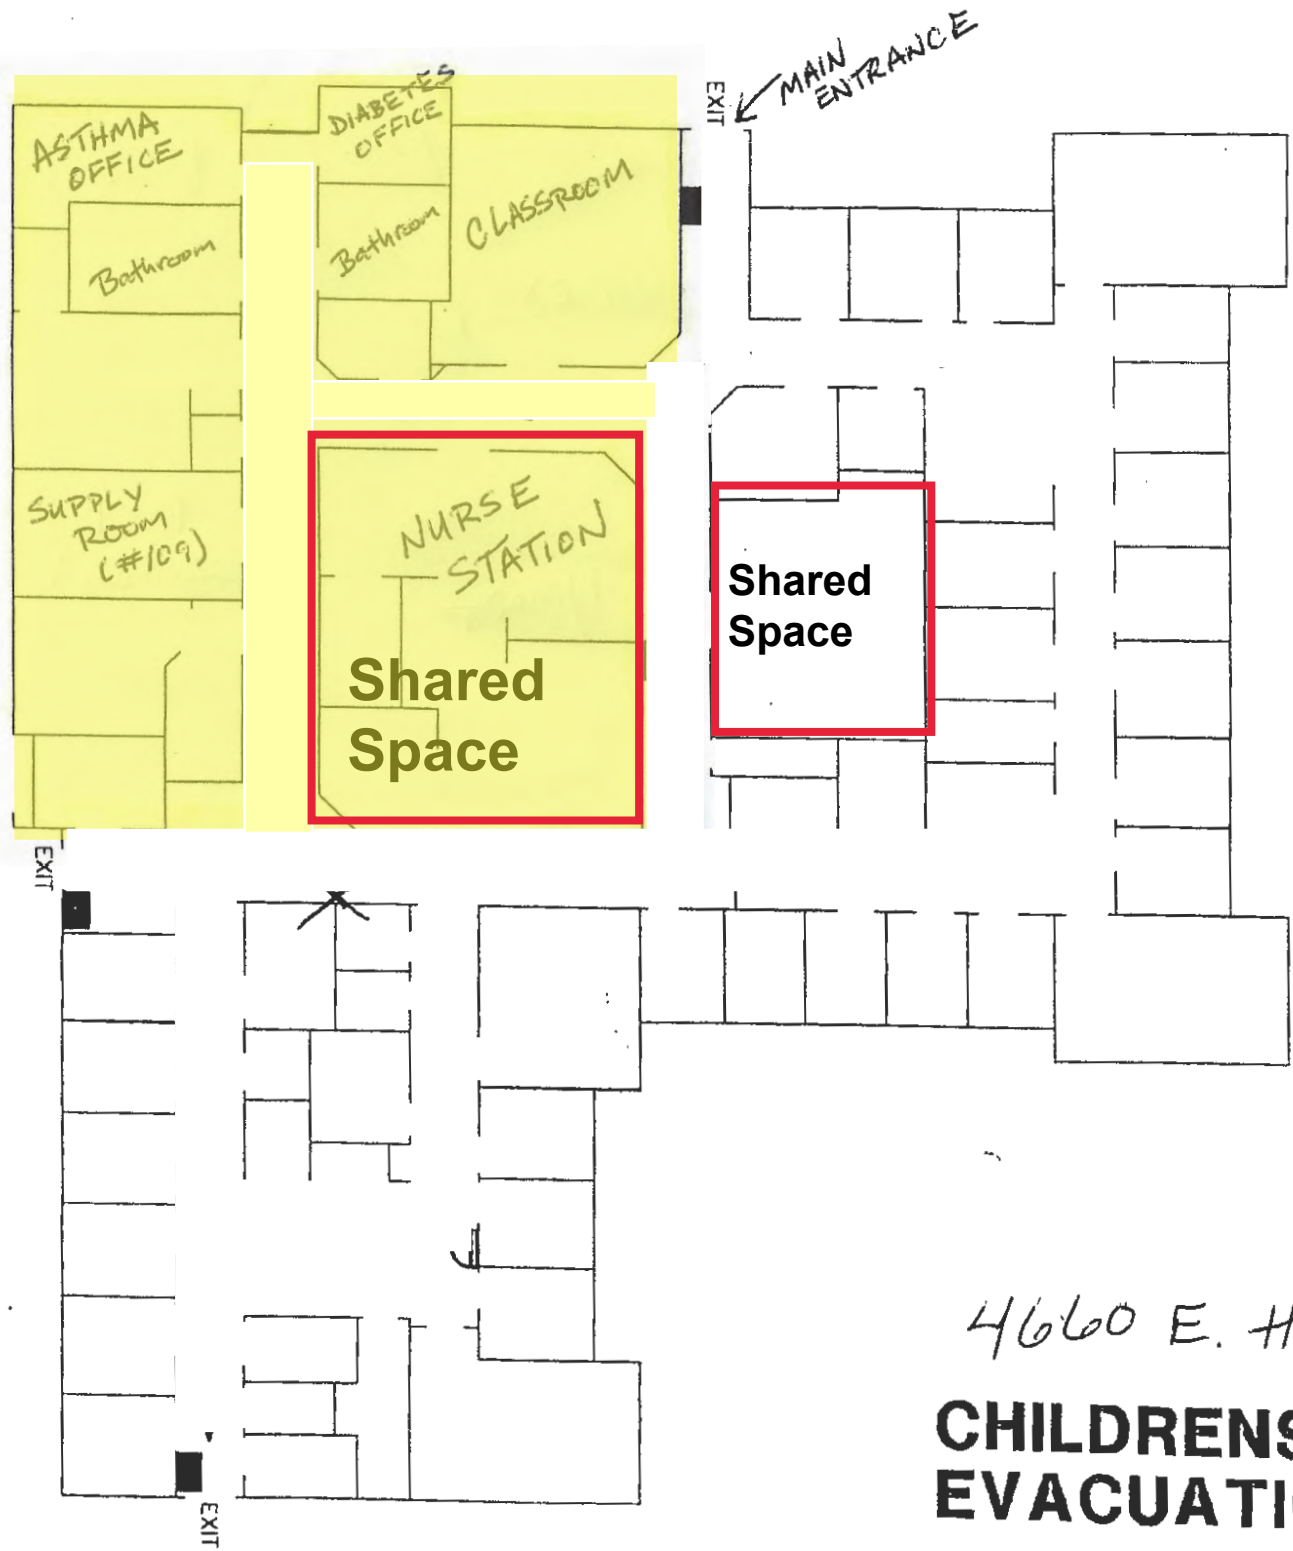 MAIN
ENTRANCE
EXIT
ASTHMA
OFFICE
DIABETES
OFFICE
Bathroom
Bathroom
CLASSROOM
SUPPLY
ROOM
(#109)
NURSE
STATION
Shared
Space
Shared
Space
EXIT
EXIT
4660 E. H
CHILDRENS
EVACUATIO